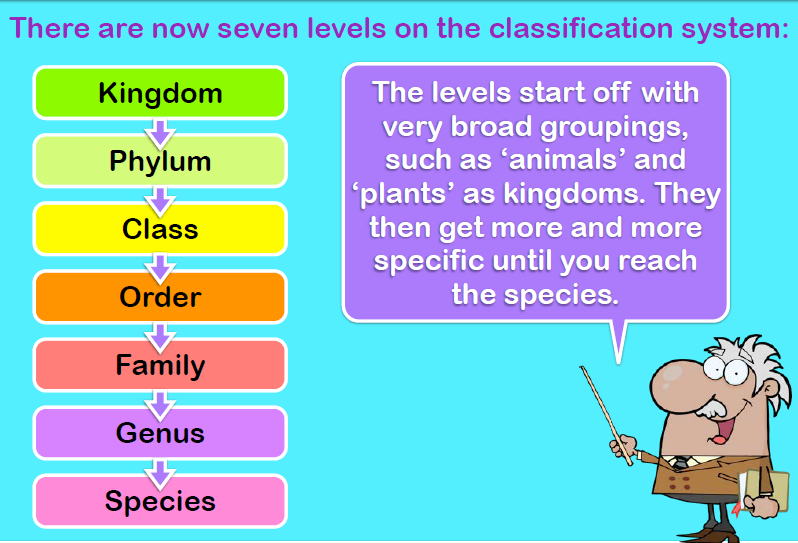 There are now seven levels on the classification system:
Kingdom
Phylum
Class
Order
Family
Genus
Species
The levels start off with
very broad groupings,
such as ‘animals’ and
‘plants’ as kingdoms. They
then get more and more
specific until you reach
the species.